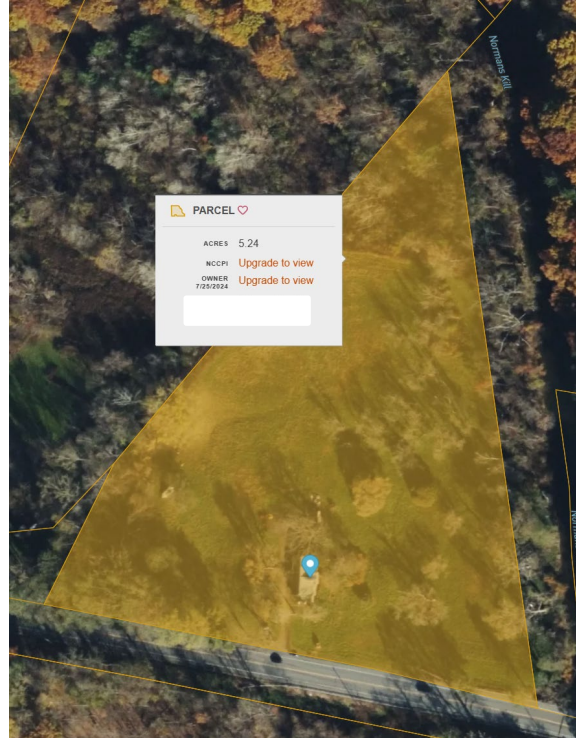 Normans Kill
PARCEL
ACRES 5.24
NCCPI Upgrade to view
OWNER Upgrade to view
7/25/2024